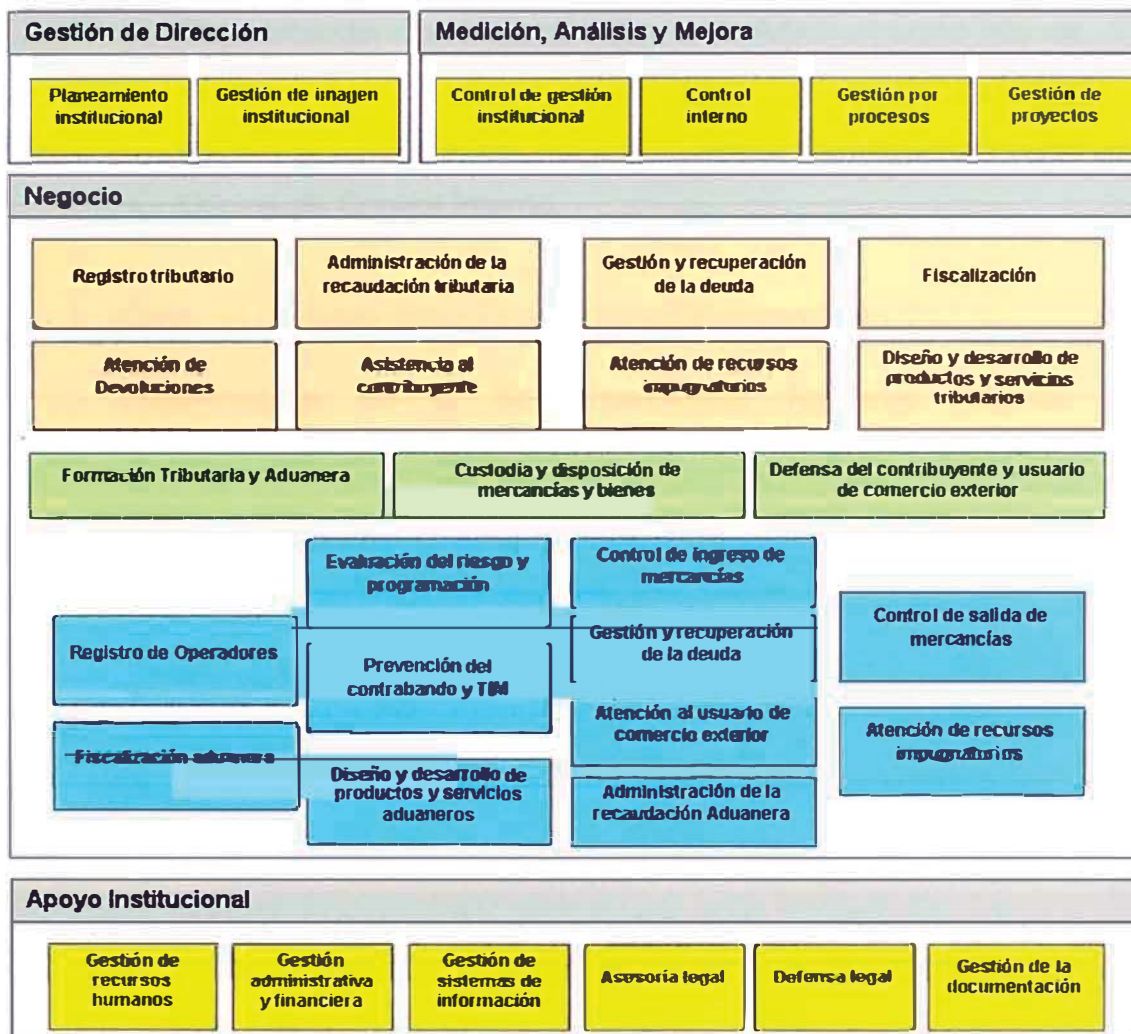 Gestión de Dirección
Planeamiento
institucional
Gestión de imagen
institucional
Medición, Análisis y Mejora
Control de gestión
institucional
Control
interno
Gestión por
procesos
Gestión de
proyectos
Negocio
Registro tributario
Administración de la
recaudación tributaria
Gestión y recuperación
de la deuda
Fiscalización
Atención de
Devoluciones
Asistencia al
contribuyente
Atención de recursos
impugnatorios
Diseño y desarrollo de
productos y servicios
tributarios
Formación Tributaria y Aduanera
Custodia y disposición de
mercancías y bienes
Defensa del contribuyente y usuario
de comercio exterior
Registro de Operadores
Fiscalización aduanera
Evaluación del riesgo y
programación
Prevención del
contrabando y TIM
Diseño y desarrollo de
productos y servicios
aduaneros
Control de ingreso de
mercancías
Gestión y recuperación
de la deuda
Atención al usuario de
comercio exterior
Administración de la
recaudación Aduanera
Control de salida de
mercancías
Atención de recursos
impugnatorios
Apoyo Institucional
Gestión de
recursos
humanos
Gestión
administrativa
y financiera
Gestión de
sistemas de
información
Asesoría legal
Defensa legal
Gestión de la
documentación